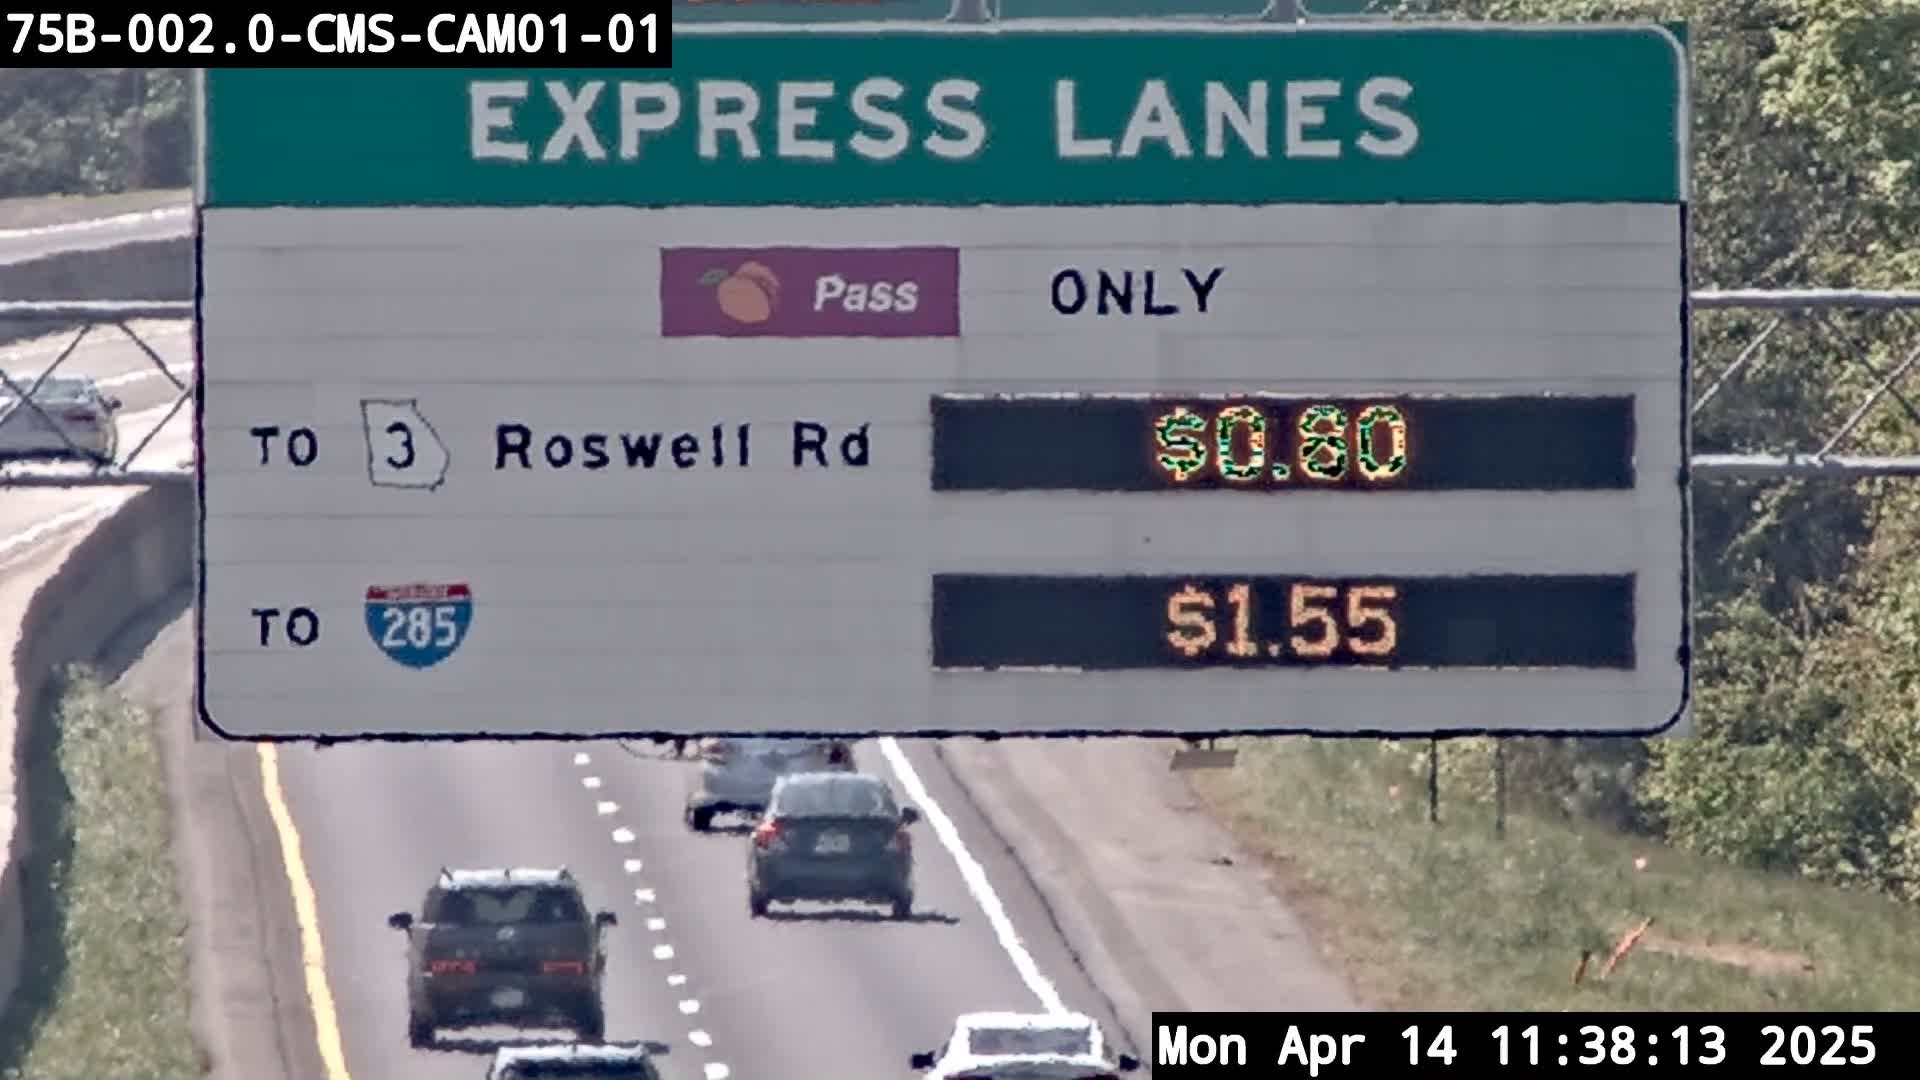 75B-002.0-CMS-CAM01-01
EXPRESS LANES
Pass ONLY
TO 3 Roswell Rd $0.80
TO 285 $1.55
Mon Apr 14 11:38:13 2025